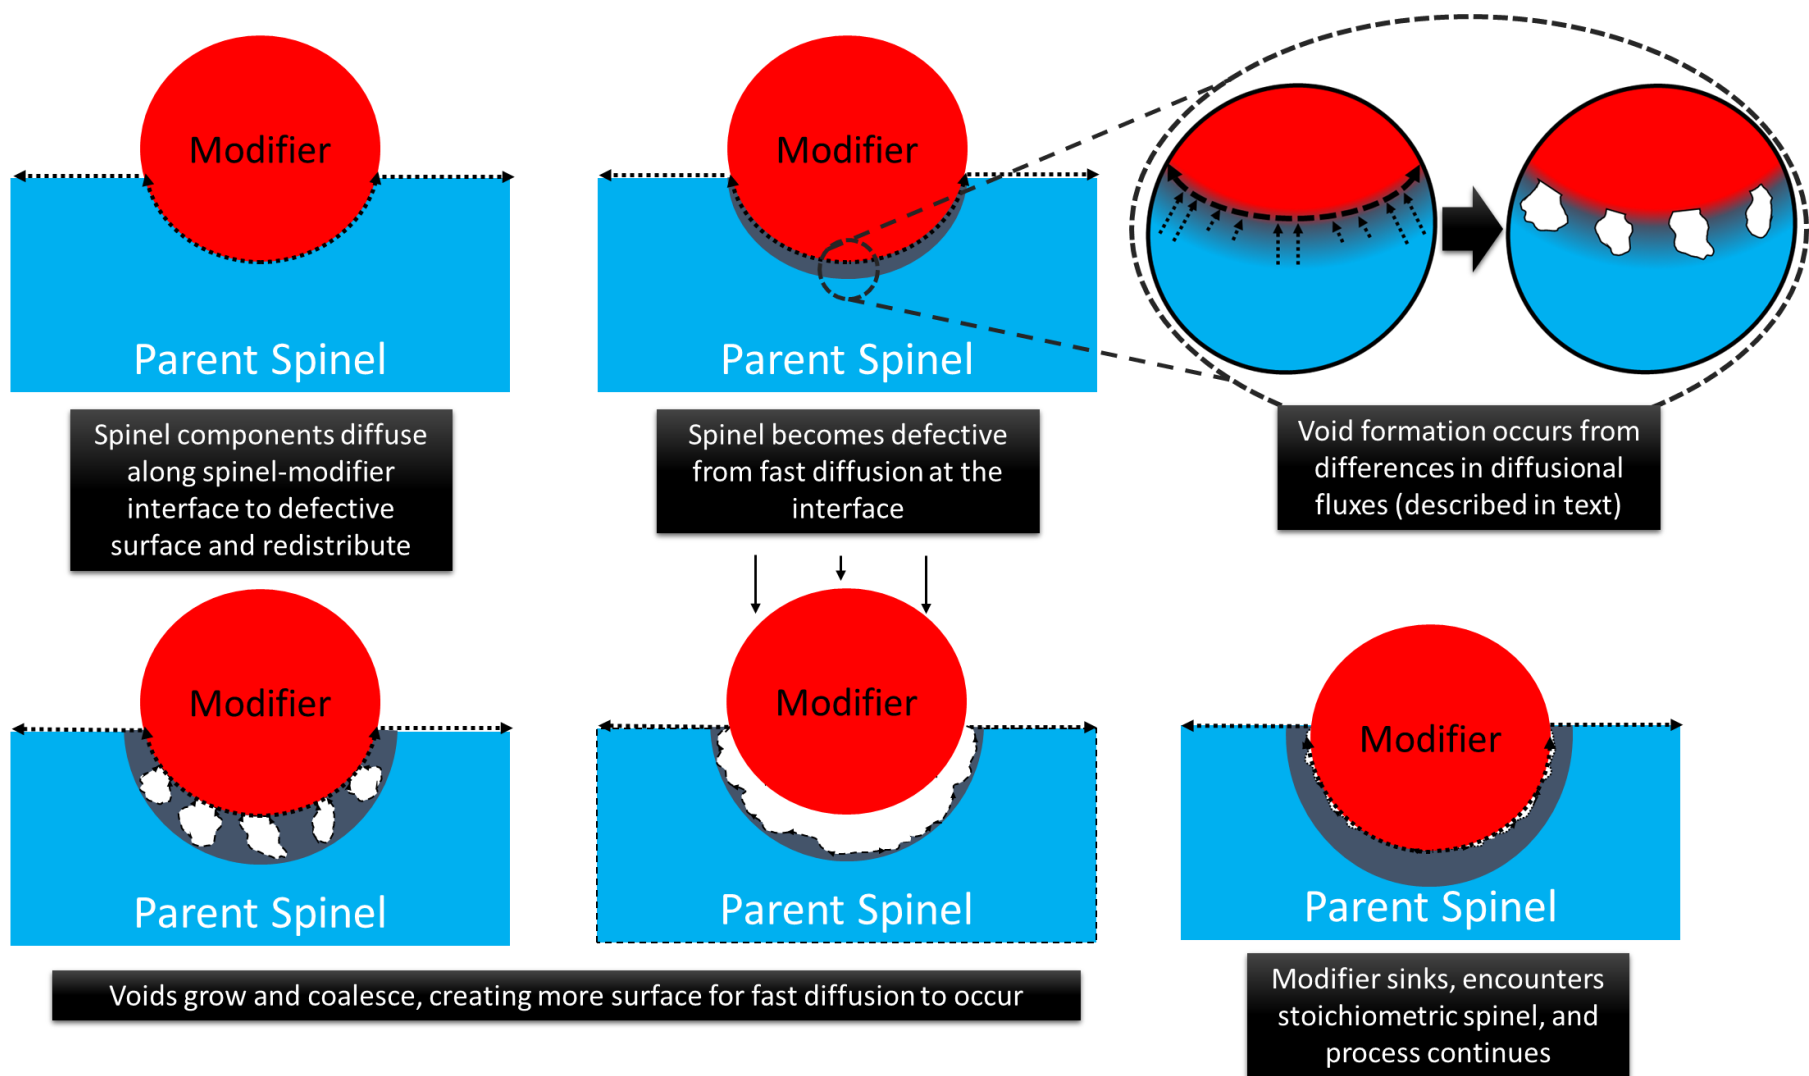 Modifier
Parent Spinel
Spinel components diffuse
along spinel-modifier
interface to defective
surface and redistribute
Modifier
Parent Spinel
Spinel becomes defective
from fast diffusion at the
interface
Void formation occurs from
differences in diffusional
fluxes (described in text)
Modifier
Parent Spinel
Modifier
Parent Spinel
Voids grow and coalesce, creating more surface for fast diffusion to occur
Modifier
Parent Spinel
Modifier sinks, encounters
stoichiometric spinel, and
process continues